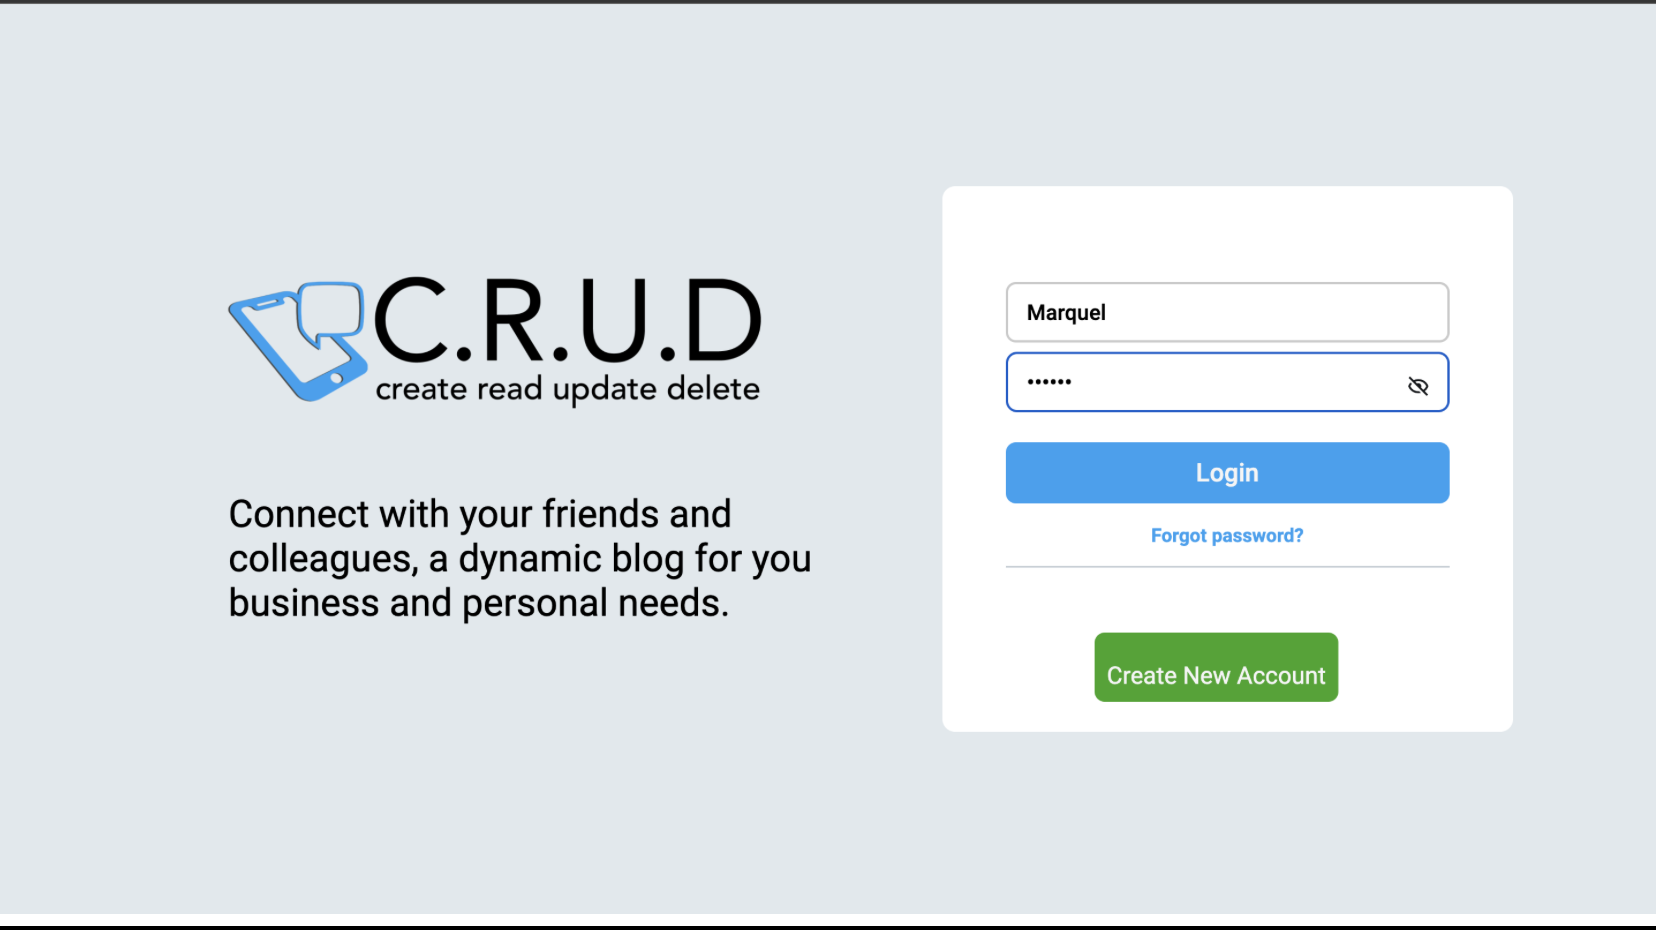 C.R.U.D
create read update delete
Connect with your friends and
colleagues, a dynamic blog for you
business and personal needs.
Marquel
••••••
Login
Forgot password?
Create New Account